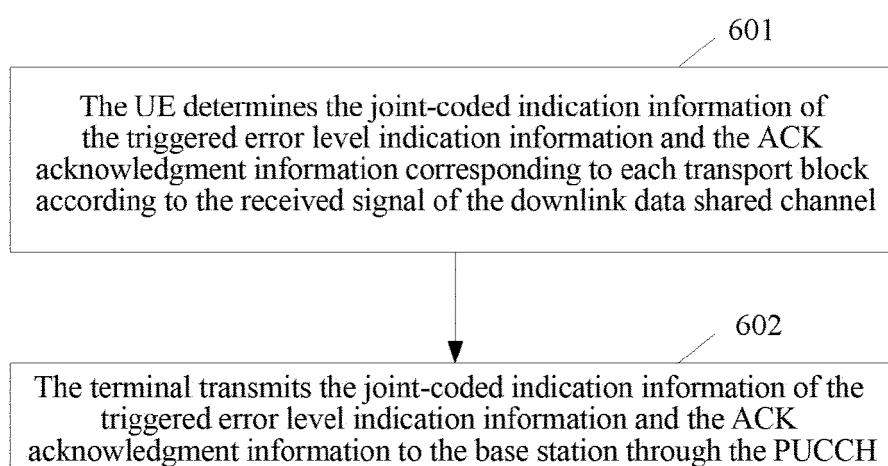 601
The UE determines the joint-coded indication information of
the triggered error level indication information and the ACK
acknowledgment information corresponding to each transport block
according to the received signal of the downlink data shared channel
602
The terminal transmits the joint-coded indication information of the
triggered error level indication information and the ACK
acknowledgment information to the base station through the PUCCH